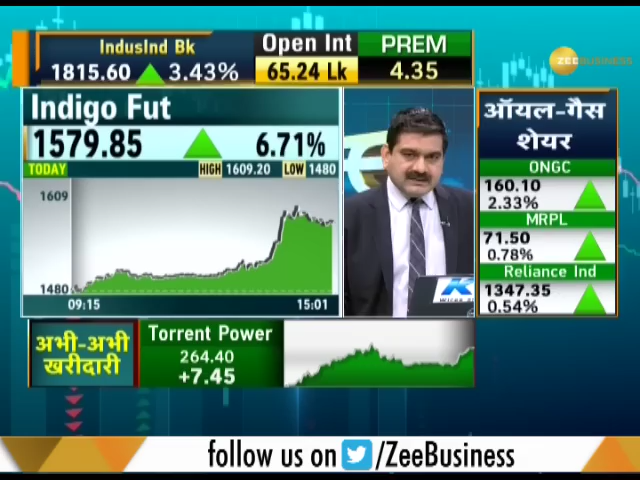 IndusInd Bk
1815.60 3.43%
Open Int
65.24 Lk
PREM
4.35
ZEEBUSINESS
Indigo Fut
1579.85 6.71%
TODAY HIGH 1609.20 LOW 1480
1609
1480
09:15 15:01
ऑयल-गैस
शेयर
ONGC
160.10
2.33%
MRPL
71.50
0.78%
Reliance Ind
1347.35
0.54%
अभी-अभी
खरीदारी
Torrent Power
264.40
+7.45
follow us on /ZeeBusiness